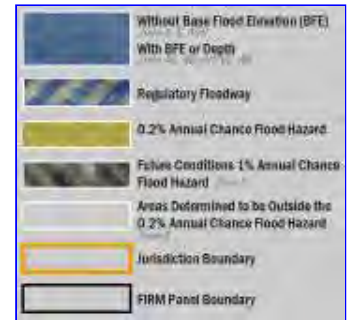 Without Base Flood Elevation (BFE)
With BFE or Depth
Regulatory Floodway
0.2% Annual Chance Flood Hazard
Future Conditions 1% Annual Chance
Flood Hazard
Areas Determined to be Outside the
0.2% Annual Chance Flood Hazard
Jurisdiction Boundary
FIRM Panel Boundary